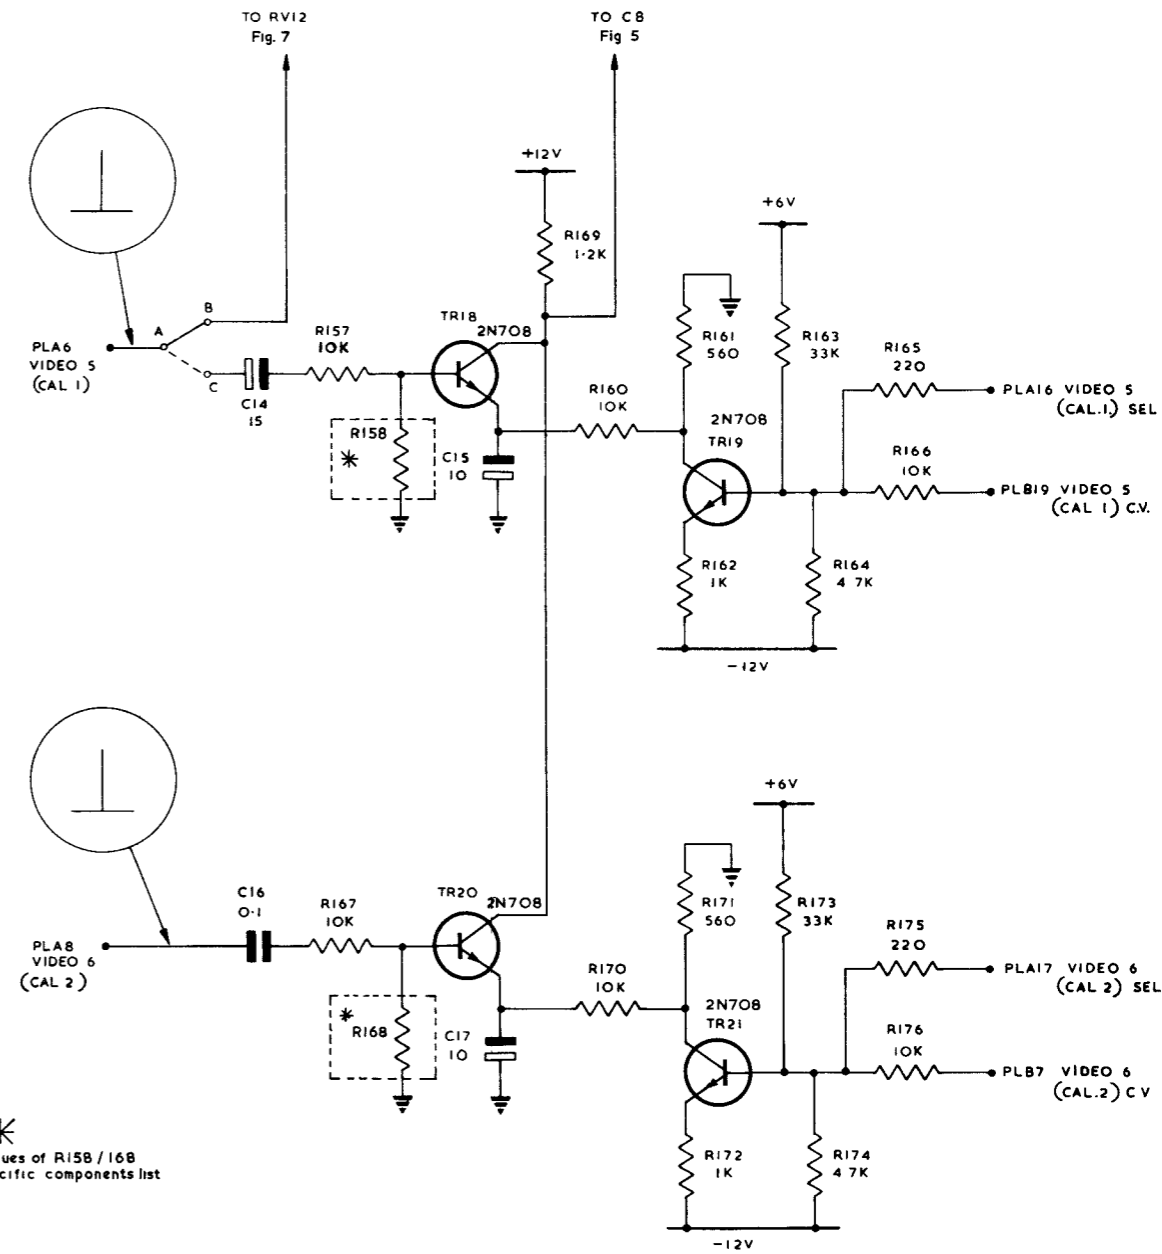 TO RV12
Fig. 7
TO C8
Fig 5
+12V
R169
1·2K
+6V
B
A
C
PLA6
VIDEO 5
(CAL 1)
C14
15
R157
10K
TR18
2N708
R158
*
C15
10
R160
10K
R161
560
R163
33K
2N708
TR19
R165
220
PLA16 VIDEO 5
(CAL.1.) SEL
R166
10K
PLB19 VIDEO 5
(CAL 1) C.V.
R162
1K
R164
4 7K
-12V
+6V
PLA8
VIDEO 6
(CAL 2)
C16
0·1
R167
10K
TR20
2N708
*
R168
C17
10
R170
10K
R171
560
R173
33K
2N708
TR21
R175
220
PLA17 VIDEO 6
(CAL 2) SEL
R176
10K
PLB7 VIDEO 6
(CAL.2) C V
R172
1K
R174
4 7K
-12V
*
ues of R158/168
cific components list